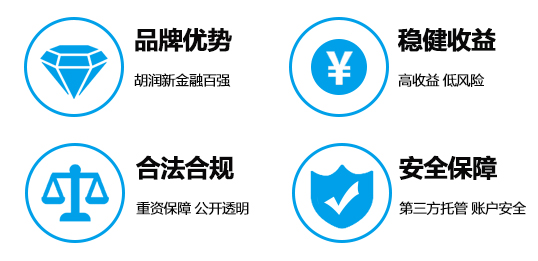 品牌优势
胡润新金融百强
稳健收益
高收益 低风险
合法合规
重资保障 公开透明
安全保障
第三方托管 账户安全